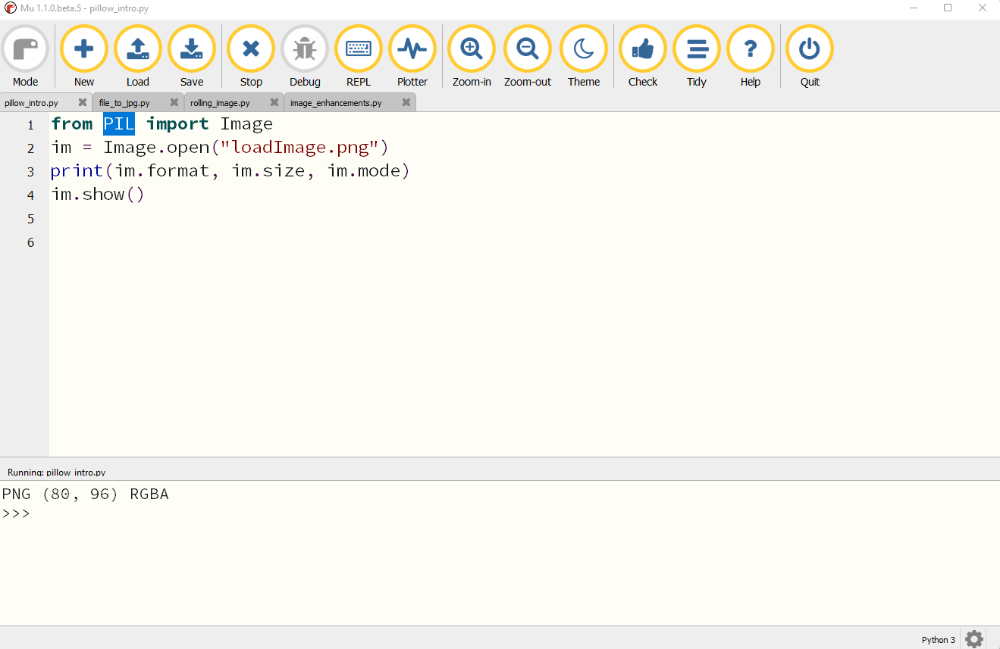 Mu 1.1.0.beta.5 - pillow_intro.py
Mode New Load Save Stop Debug REPL Plotter Zoom-in Zoom-out Theme Check Tidy Help Quit
pillow_intro.py file_to_jpg.py rolling_image.py image_enhancements.py
1 from PIL import Image
2 im = Image.open("loadImage.png")
3 print(im.format, im.size, im.mode)
4 im.show()
5
6
Running: pillow_intro.py
PNG (80, 96) RGBA
>>>
Python 3